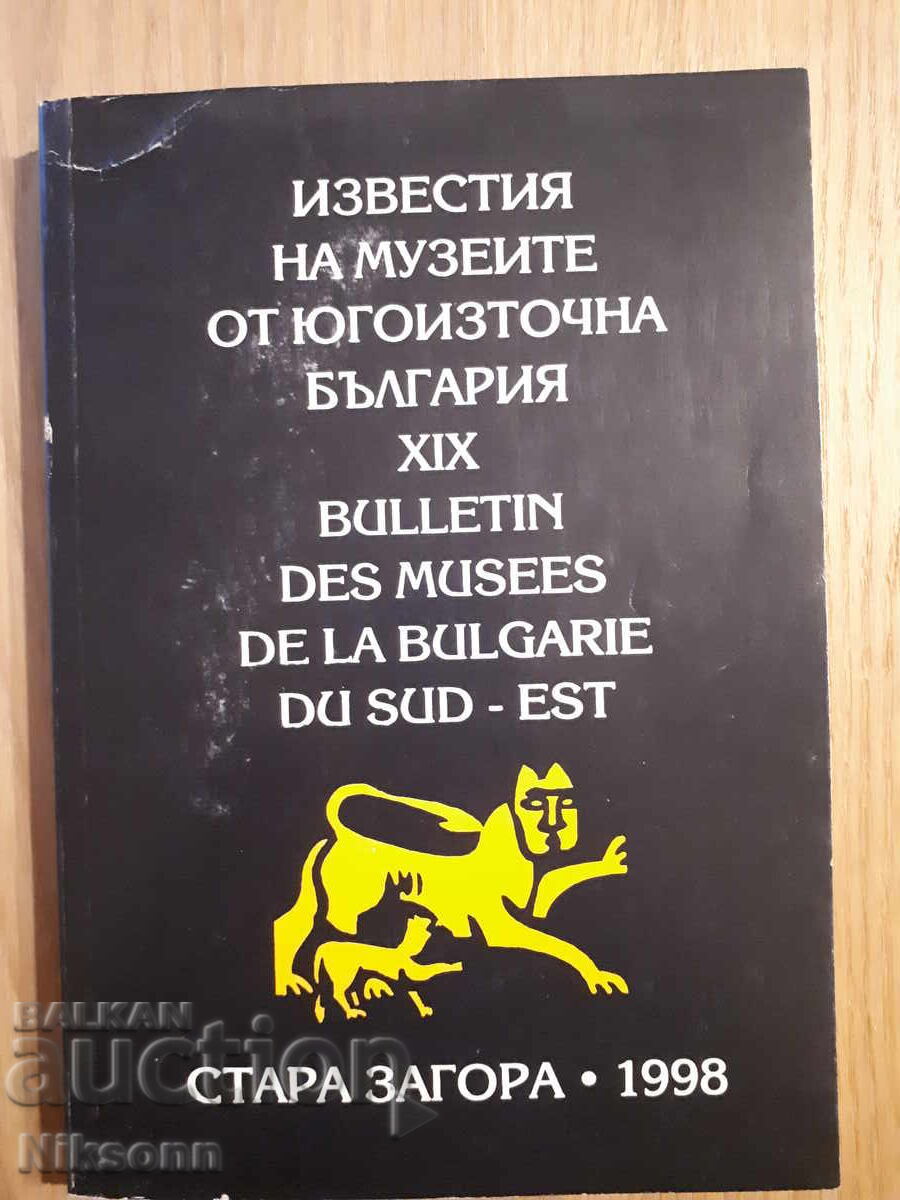 ИЗВЕСТИЯ
НА МУЗЕИТЕ
ОТ ЮГОИЗТОЧНА
БЪЛГАРИЯ
XIX
BULLETIN
DES MUSEES
DE LA BULGARIE
DU SUD - EST
СТАРА ЗАГОРА • 1998
BALKAN
auction
Niksonn